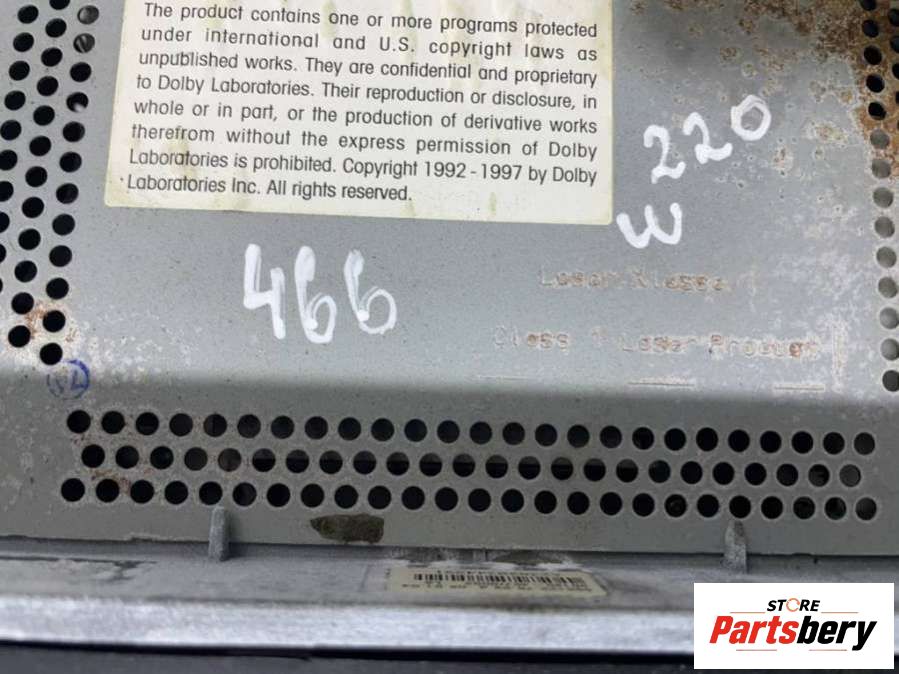 The product contains one or more programs protected
under international and U.S. copyright laws as
unpublished works. They are confidential and proprietary
to Dolby Laboratories. Their reproduction or disclosure, in
whole or in part, or the production of derivative works
therefrom without the express permission of Dolby
Laboratories is prohibited. Copyright 1992-1997 by Dolby
Laboratories Inc. All rights reserved.
220
W
466
Laser Klasse 1
Class 1 Laser Product
STORE
Partsbery